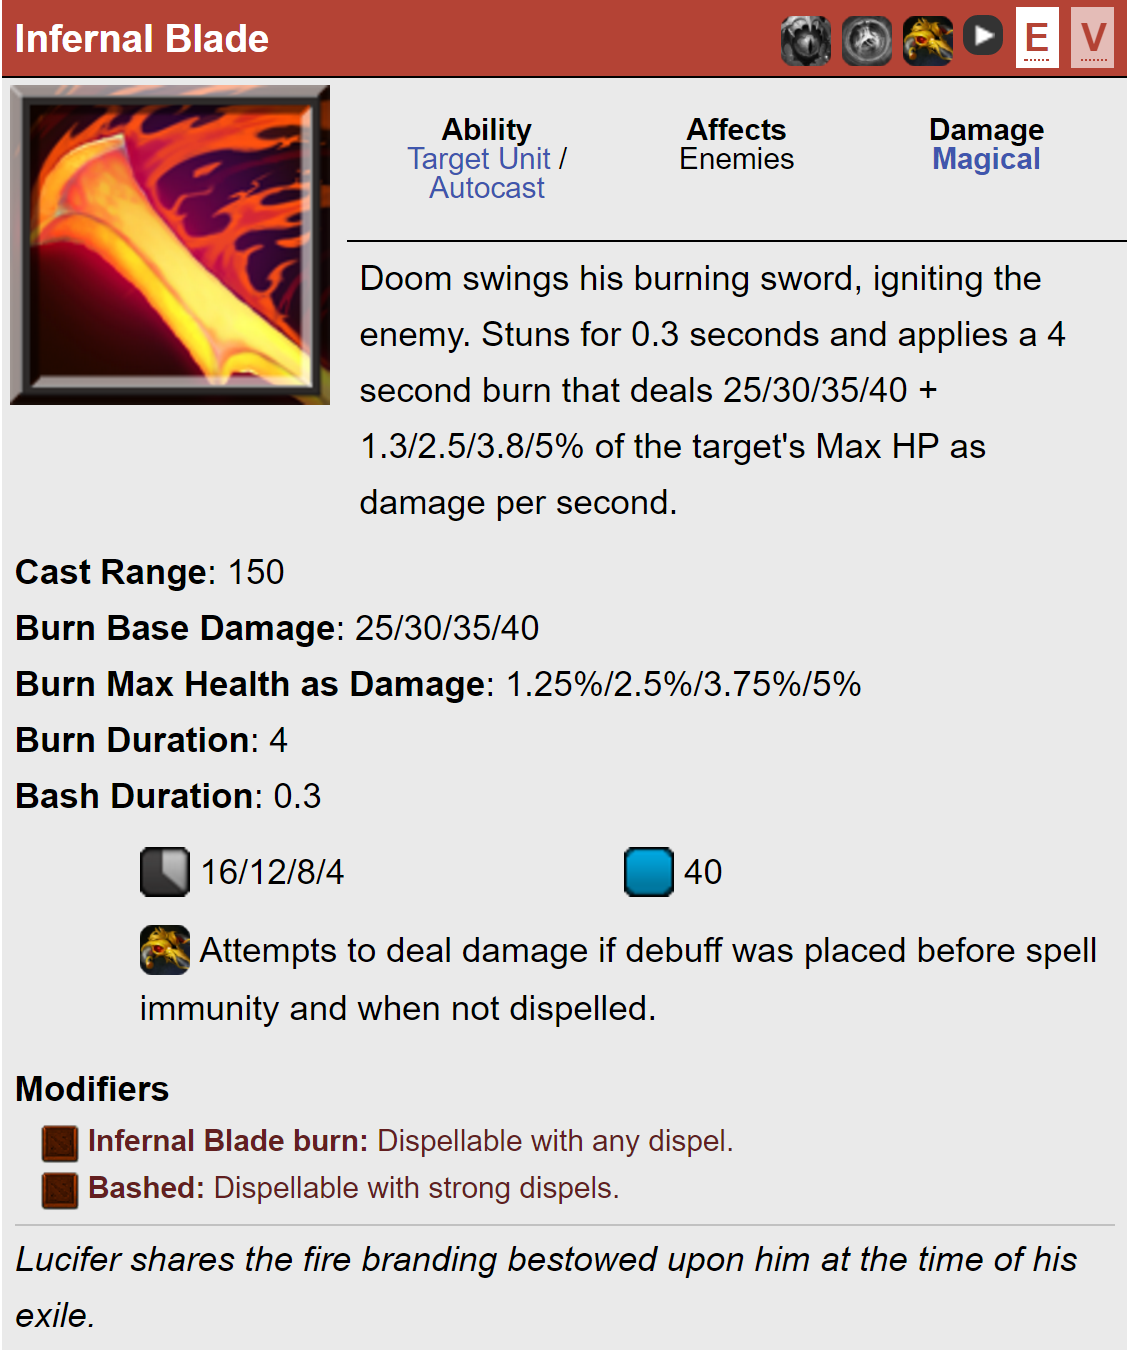 Infernal Blade
E V
Ability
Target Unit /
Autocast
Affects
Enemies
Damage
Magical
Doom swings his burning sword, igniting the
enemy. Stuns for 0.3 seconds and applies a 4
second burn that deals 25/30/35/40 +
1.3/2.5/3.8/5% of the target's Max HP as
damage per second.
Cast Range: 150
Burn Base Damage: 25/30/35/40
Burn Max Health as Damage: 1.25%/2.5%/3.75%/5%
Burn Duration: 4
Bash Duration: 0.3
16/12/8/4
40
Attempts to deal damage if debuff was placed before spell
immunity and when not dispelled.
Modifiers
Infernal Blade burn: Dispellable with any dispel.
Bashed: Dispellable with strong dispels.
Lucifer shares the fire branding bestowed upon him at the time of his
exile.